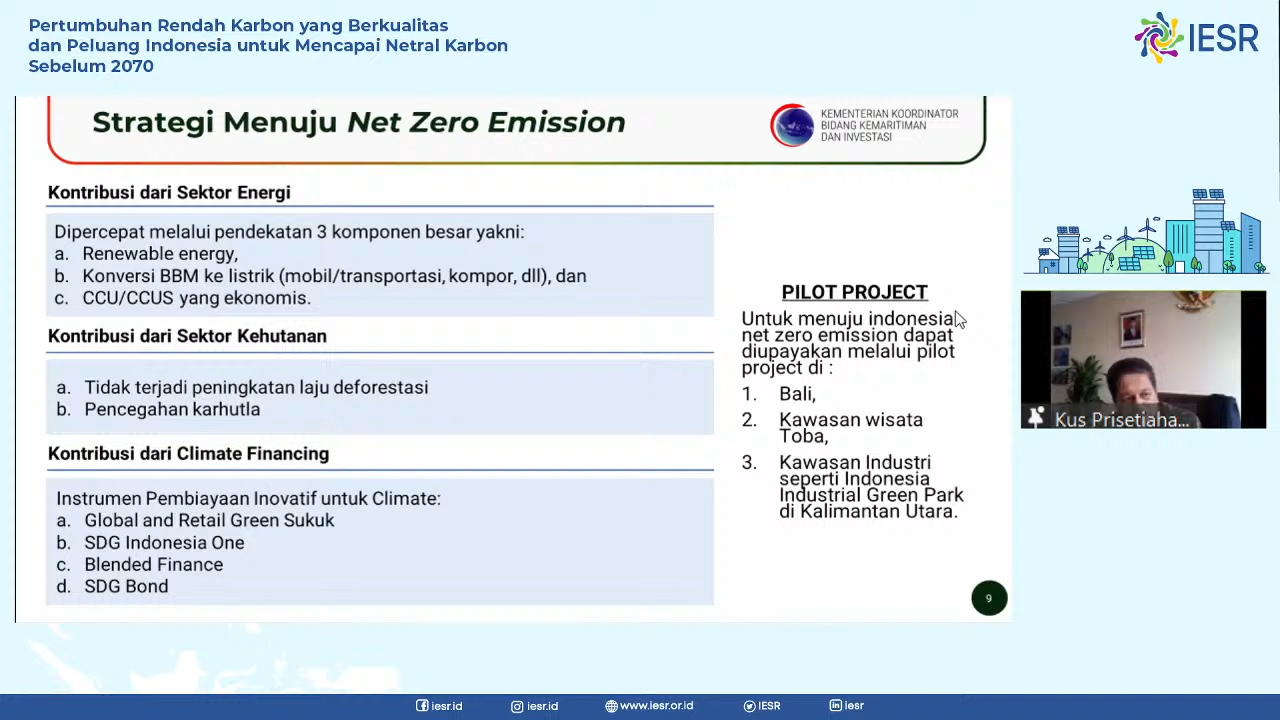 Pertumbuhan Rendah Karbon yang Berkualitas
dan Peluang Indonesia untuk Mencapai Netral Karbon
Sebelum 2070
IESR
Strategi Menuju Net Zero Emission
KEMENTERIAN KOORDINATOR
BIDANG KEMARITIMAN
DAN INVESTASI
Kontribusi dari Sektor Energi
Dipercepat melalui pendekatan 3 komponen besar yakni:
a. Renewable energy,
b. Konversi BBM ke listrik (mobil/transportasi, kompor, dll), dan
c. CCU/CCUS yang ekonomis.
Kontribusi dari Sektor Kehutanan
a. Tidak terjadi peningkatan laju deforestasi
b. Pencegahan karhutla
Kontribusi dari Climate Financing
Instrumen Pembiayaan Inovatif untuk Climate:
a. Global and Retail Green Sukuk
b. SDG Indonesia One
c. Blended Finance
d. SDG Bond
PILOT PROJECT
Untuk menuju indonesia
net zero emission dapat
diupayakan melalui pilot
project di :
1. Bali,
2. Kawasan wisata
Toba,
3. Kawasan Industri
seperti Indonesia
Industrial Green Park
di Kalimantan Utara.
9
Kus Prisetiaha...
iesr.id
iesr.id
www.iesr.or.id
IESR
iesr